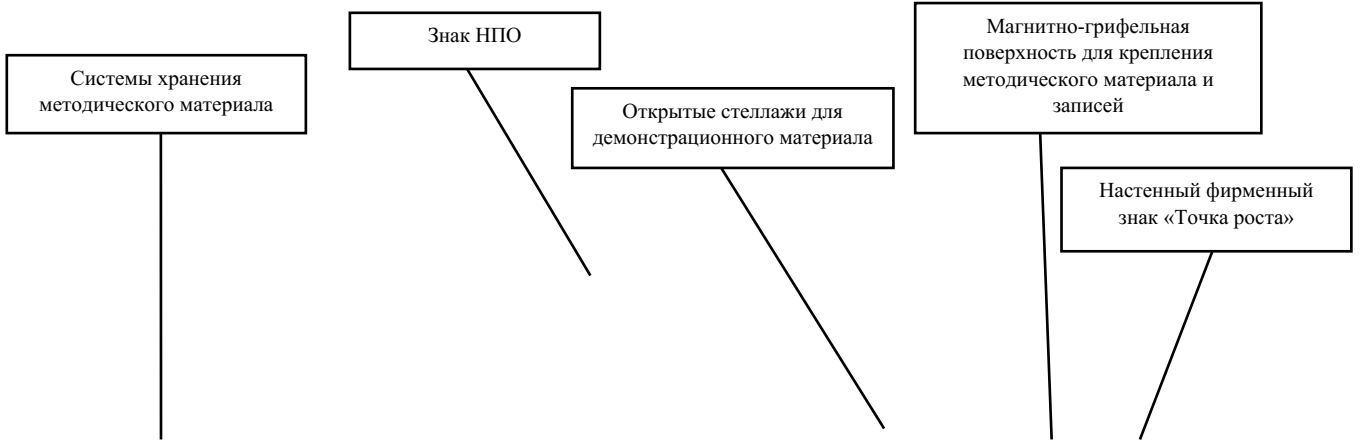 Системы хранения
методического материала
Знак НПО
Открытые стеллажи для
демонстрационного материала
Магнитно-грифельная
поверхность для крепления
методического материала и
записей
Настенный фирменный
знак «Точка роста»